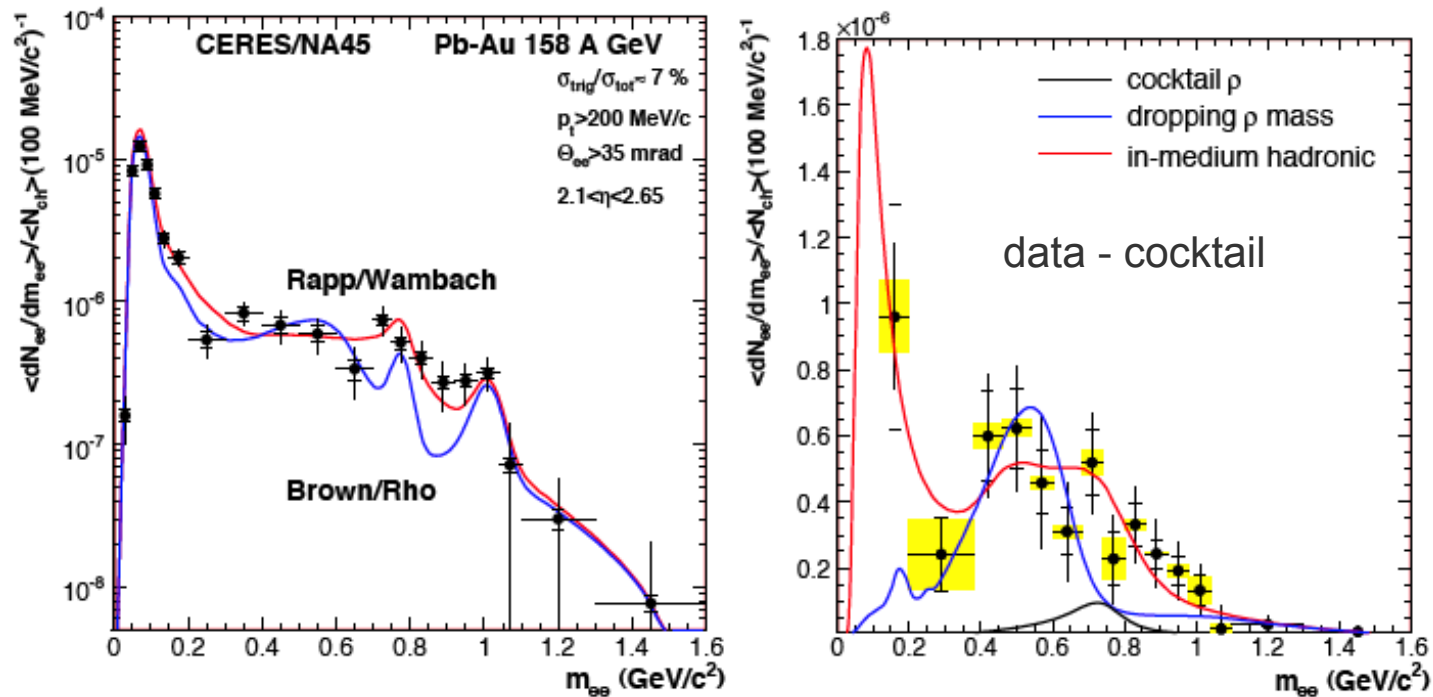 CERES/NA45 Pb-Au 158 A GeV
σtrig/σtot≈ 7 %
pt>200 MeV/c
Θee>35 mrad
2.1<η<2.65
Rapp/Wambach
Brown/Rho
<dNee/dmee>/<Nch>(100 MeV/c²)⁻¹
10⁻⁴
10⁻⁵
10⁻⁶
10⁻⁷
10⁻⁸
0 0.2 0.4 0.6 0.8 1 1.2 1.4 1.6
mee (GeV/c²)
×10⁻⁶
<dNee/dmee>/<Nch>(100 MeV/c²)⁻¹
1.8
1.6
1.4
1.2
1
0.8
0.6
0.4
0.2
cocktail ρ
dropping ρ mass
in-medium hadronic
data - cocktail
0 0.2 0.4 0.6 0.8 1 1.2 1.4 1.6
mee (GeV/c²)